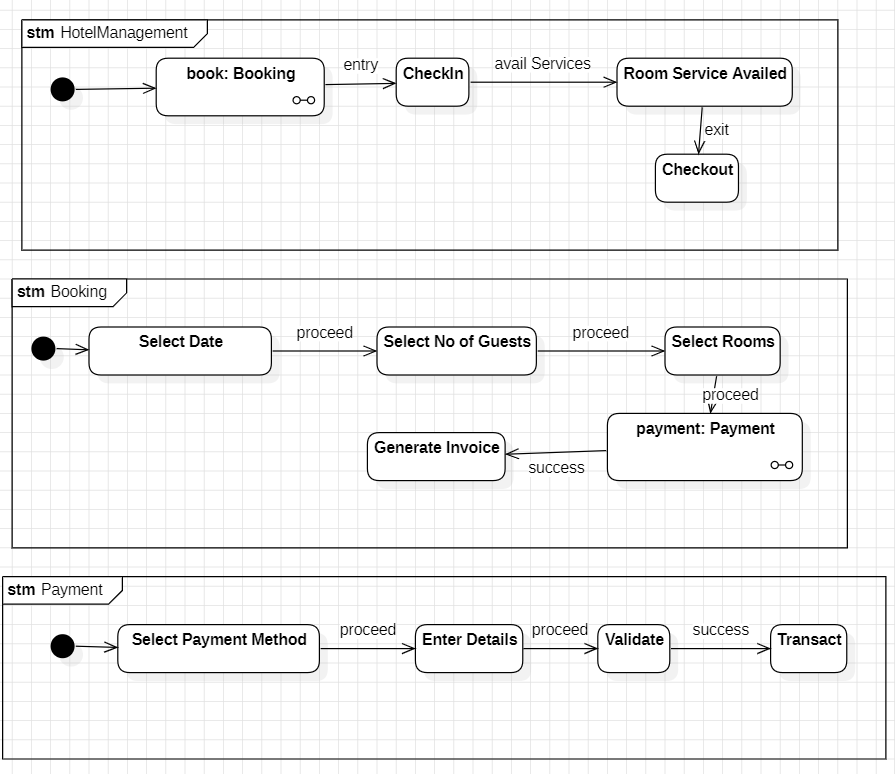 stm HotelManagement
book: Booking
entry
CheckIn
avail Services
Room Service Availed
exit
Checkout
stm Booking
Select Date
proceed
Select No of Guests
proceed
Select Rooms
proceed
payment: Payment
success
Generate Invoice
stm Payment
Select Payment Method
proceed
Enter Details
proceed
Validate
success
Transact